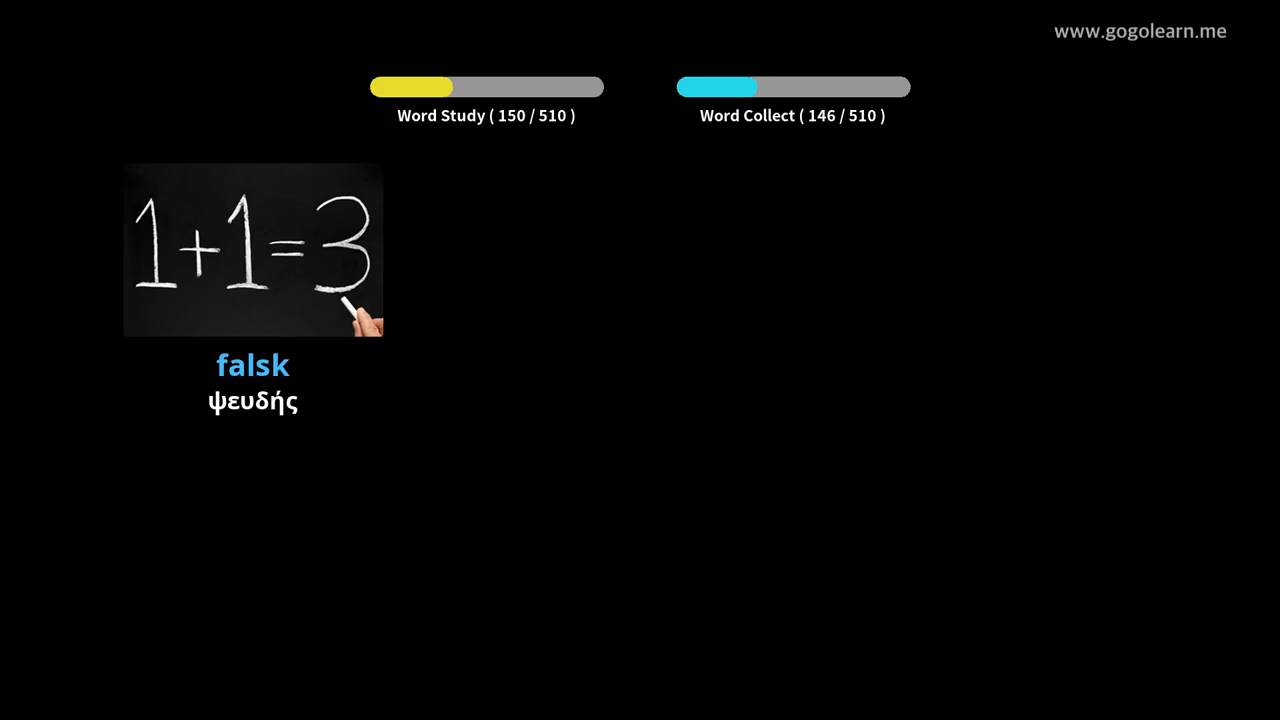 www.gogolearn.me
Word Study ( 150 / 510 )
Word Collect ( 146 / 510 )
1+1=3
falsk
ψευδής